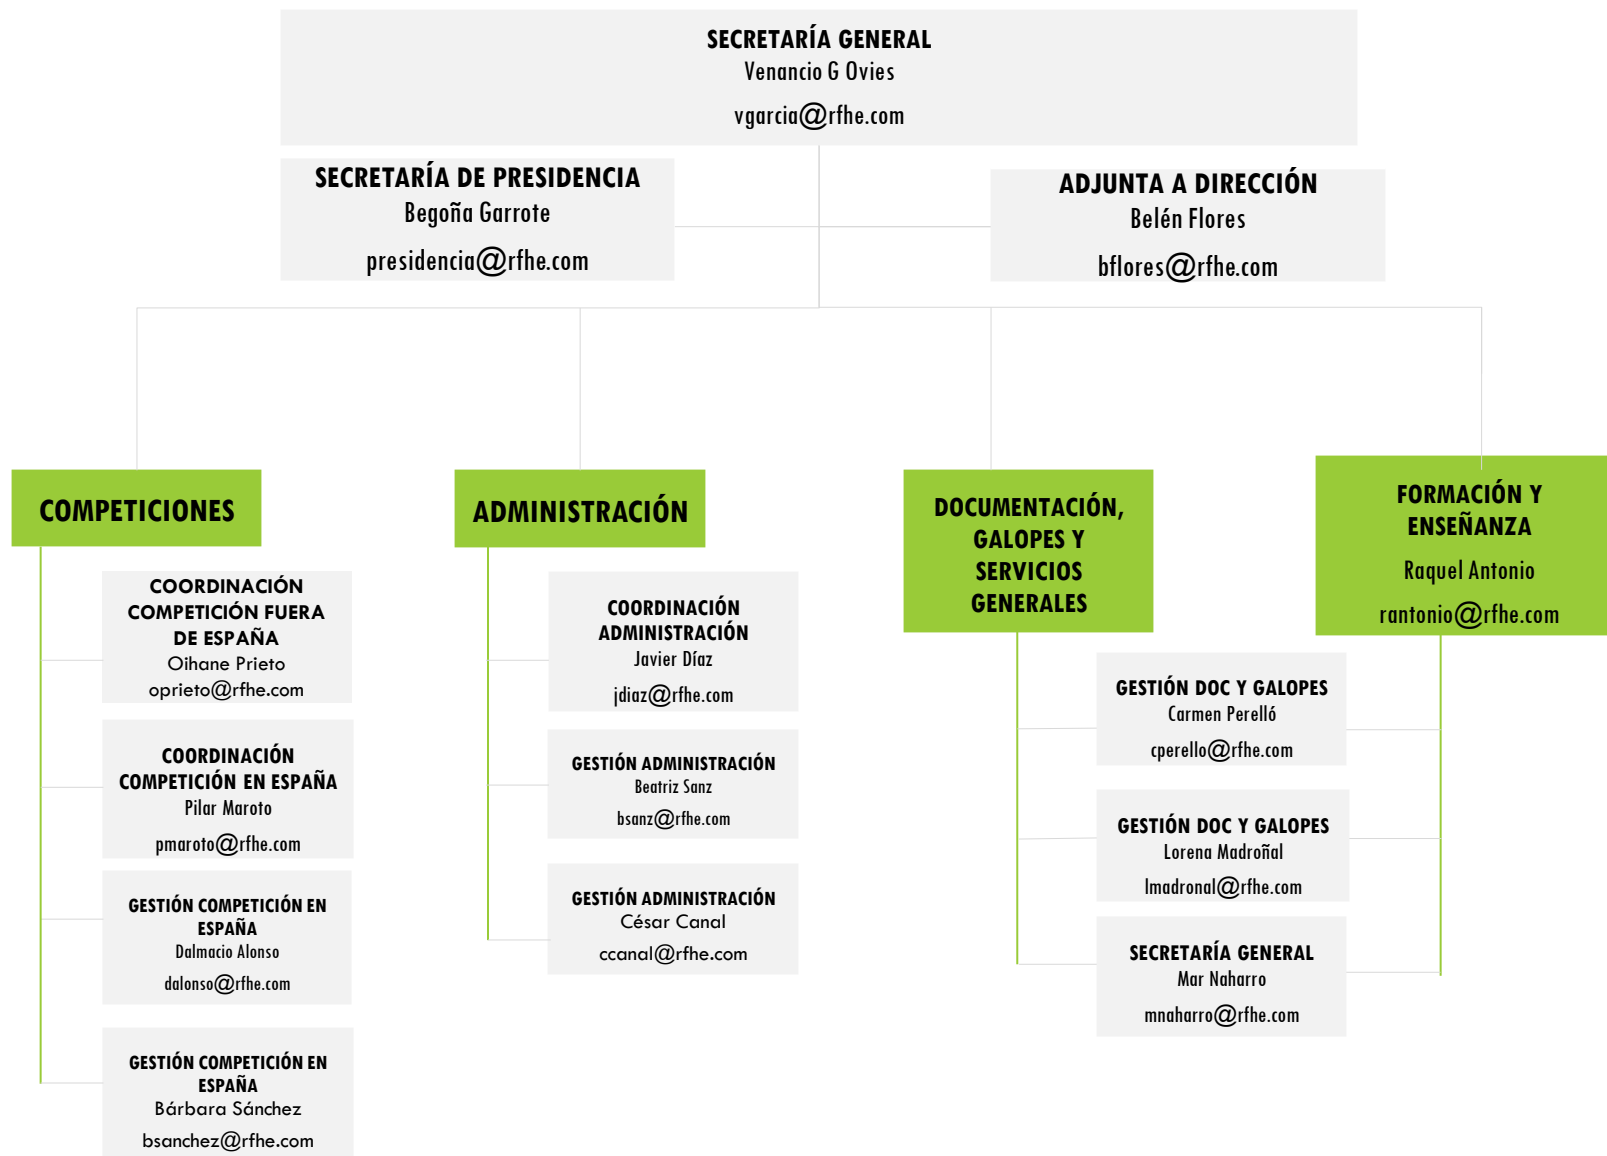 SECRETARÍA GENERAL
Venancio G Ovies
vgarcia@rfhe.com
SECRETARÍA DE PRESIDENCIA
Begoña Garrote
presidencia@rfhe.com
ADJUNTA A DIRECCIÓN
Belén Flores
bflores@rfhe.com
COMPETICIONES
COORDINACIÓN
COMPETICIÓN FUERA
DE ESPAÑA
Oihane Prieto
oprieto@rfhe.com
COORDINACIÓN
COMPETICIÓN EN ESPAÑA
Pilar Maroto
pmaroto@rfhe.com
GESTIÓN COMPETICIÓN EN
ESPAÑA
Dalmacio Alonso
dalonso@rfhe.com
GESTIÓN COMPETICIÓN EN
ESPAÑA
Bárbara Sánchez
bsanchez@rfhe.com
ADMINISTRACIÓN
COORDINACIÓN
ADMINISTRACIÓN
Javier Díaz
jdiaz@rfhe.com
GESTIÓN ADMINISTRACIÓN
Beatriz Sanz
bsanz@rfhe.com
GESTIÓN ADMINISTRACIÓN
César Canal
ccanal@rfhe.com
DOCUMENTACIÓN,
GALOPES Y
SERVICIOS
GENERALES
FORMACIÓN Y
ENSEÑANZA
Raquel Antonio
rantonio@rfhe.com
GESTIÓN DOC Y GALOPES
Carmen Perelló
cperello@rfhe.com
GESTIÓN DOC Y GALOPES
Lorena Madroñal
lmadronal@rfhe.com
SECRETARÍA GENERAL
Mar Naharro
mnaharro@rfhe.com